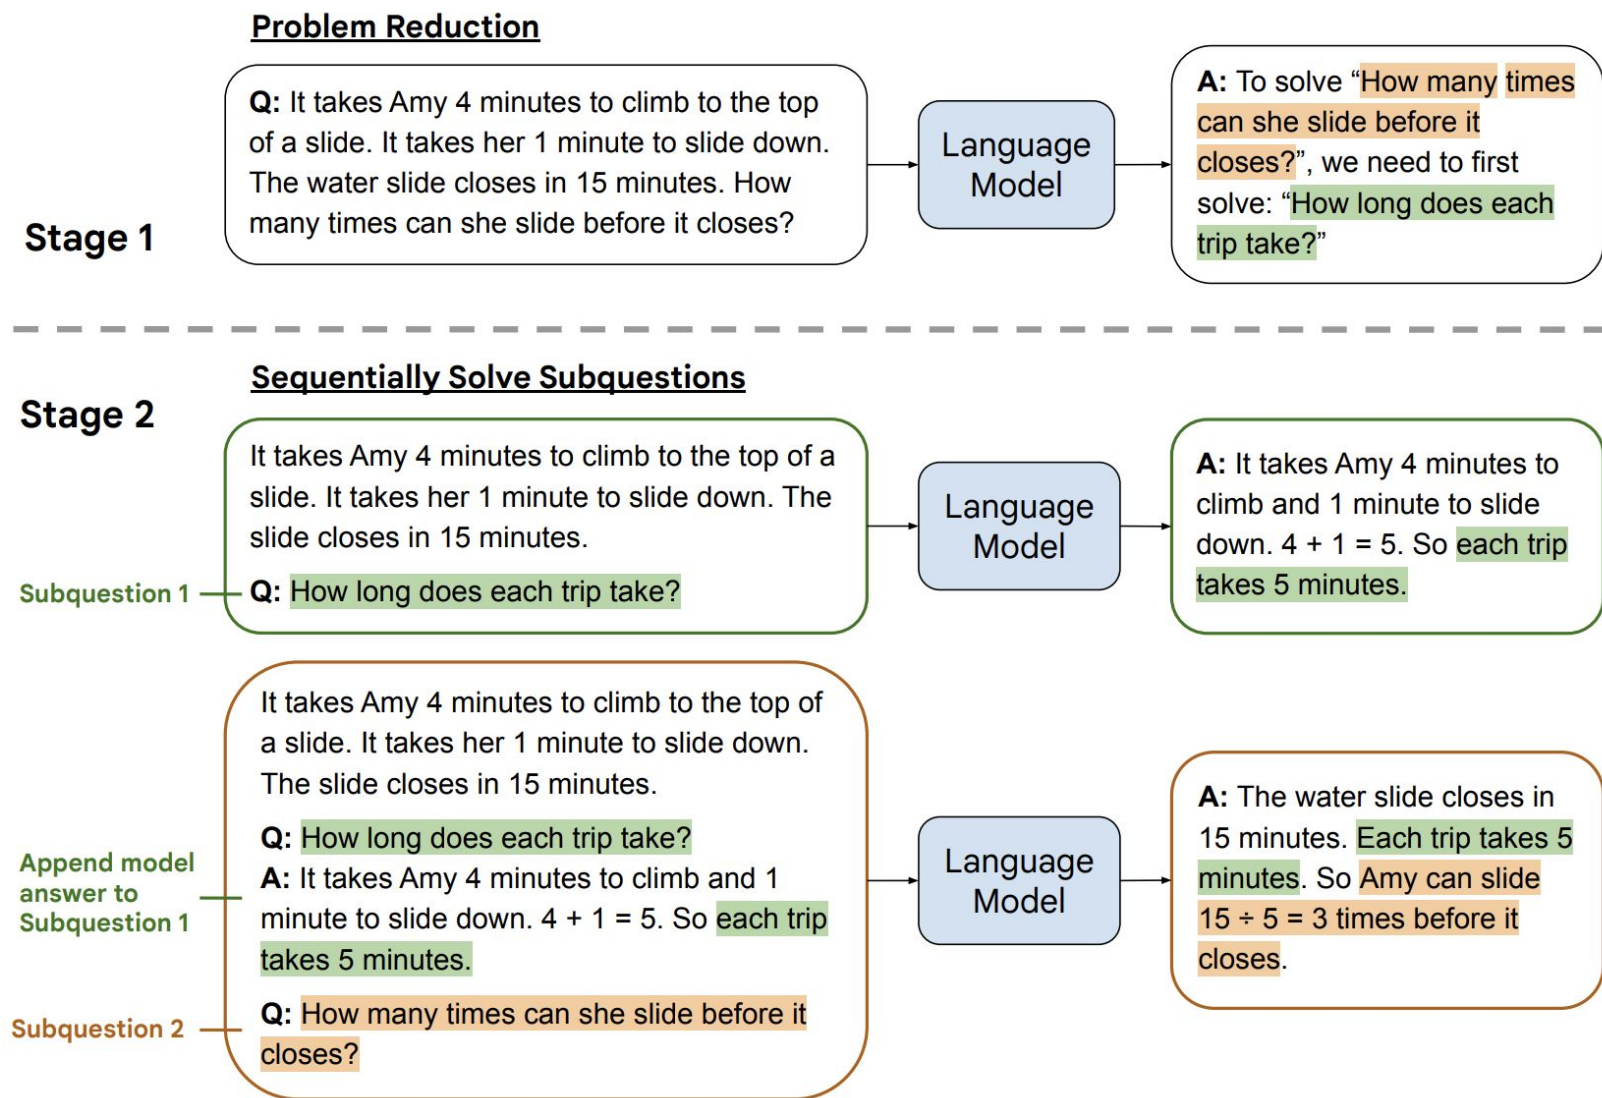 Problem Reduction
Stage 1
Q: It takes Amy 4 minutes to climb to the top
of a slide. It takes her 1 minute to slide down.
The water slide closes in 15 minutes. How
many times can she slide before it closes?
Language
Model
A: To solve “How many times
can she slide before it
closes?”, we need to first
solve: “How long does each
trip take?”
Sequentially Solve Subquestions
Stage 2
It takes Amy 4 minutes to climb to the top of a
slide. It takes her 1 minute to slide down. The
slide closes in 15 minutes.
Subquestion 1
Q: How long does each trip take?
Language
Model
A: It takes Amy 4 minutes to
climb and 1 minute to slide
down. 4 + 1 = 5. So each trip
takes 5 minutes.
It takes Amy 4 minutes to climb to the top of
a slide. It takes her 1 minute to slide down.
The slide closes in 15 minutes.
Q: How long does each trip take?
Append model
answer to
Subquestion 1
A: It takes Amy 4 minutes to climb and 1
minute to slide down. 4 + 1 = 5. So each trip
takes 5 minutes.
Subquestion 2
Q: How many times can she slide before it
closes?
Language
Model
A: The water slide closes in
15 minutes. Each trip takes 5
minutes. So Amy can slide
15 ÷ 5 = 3 times before it
closes.